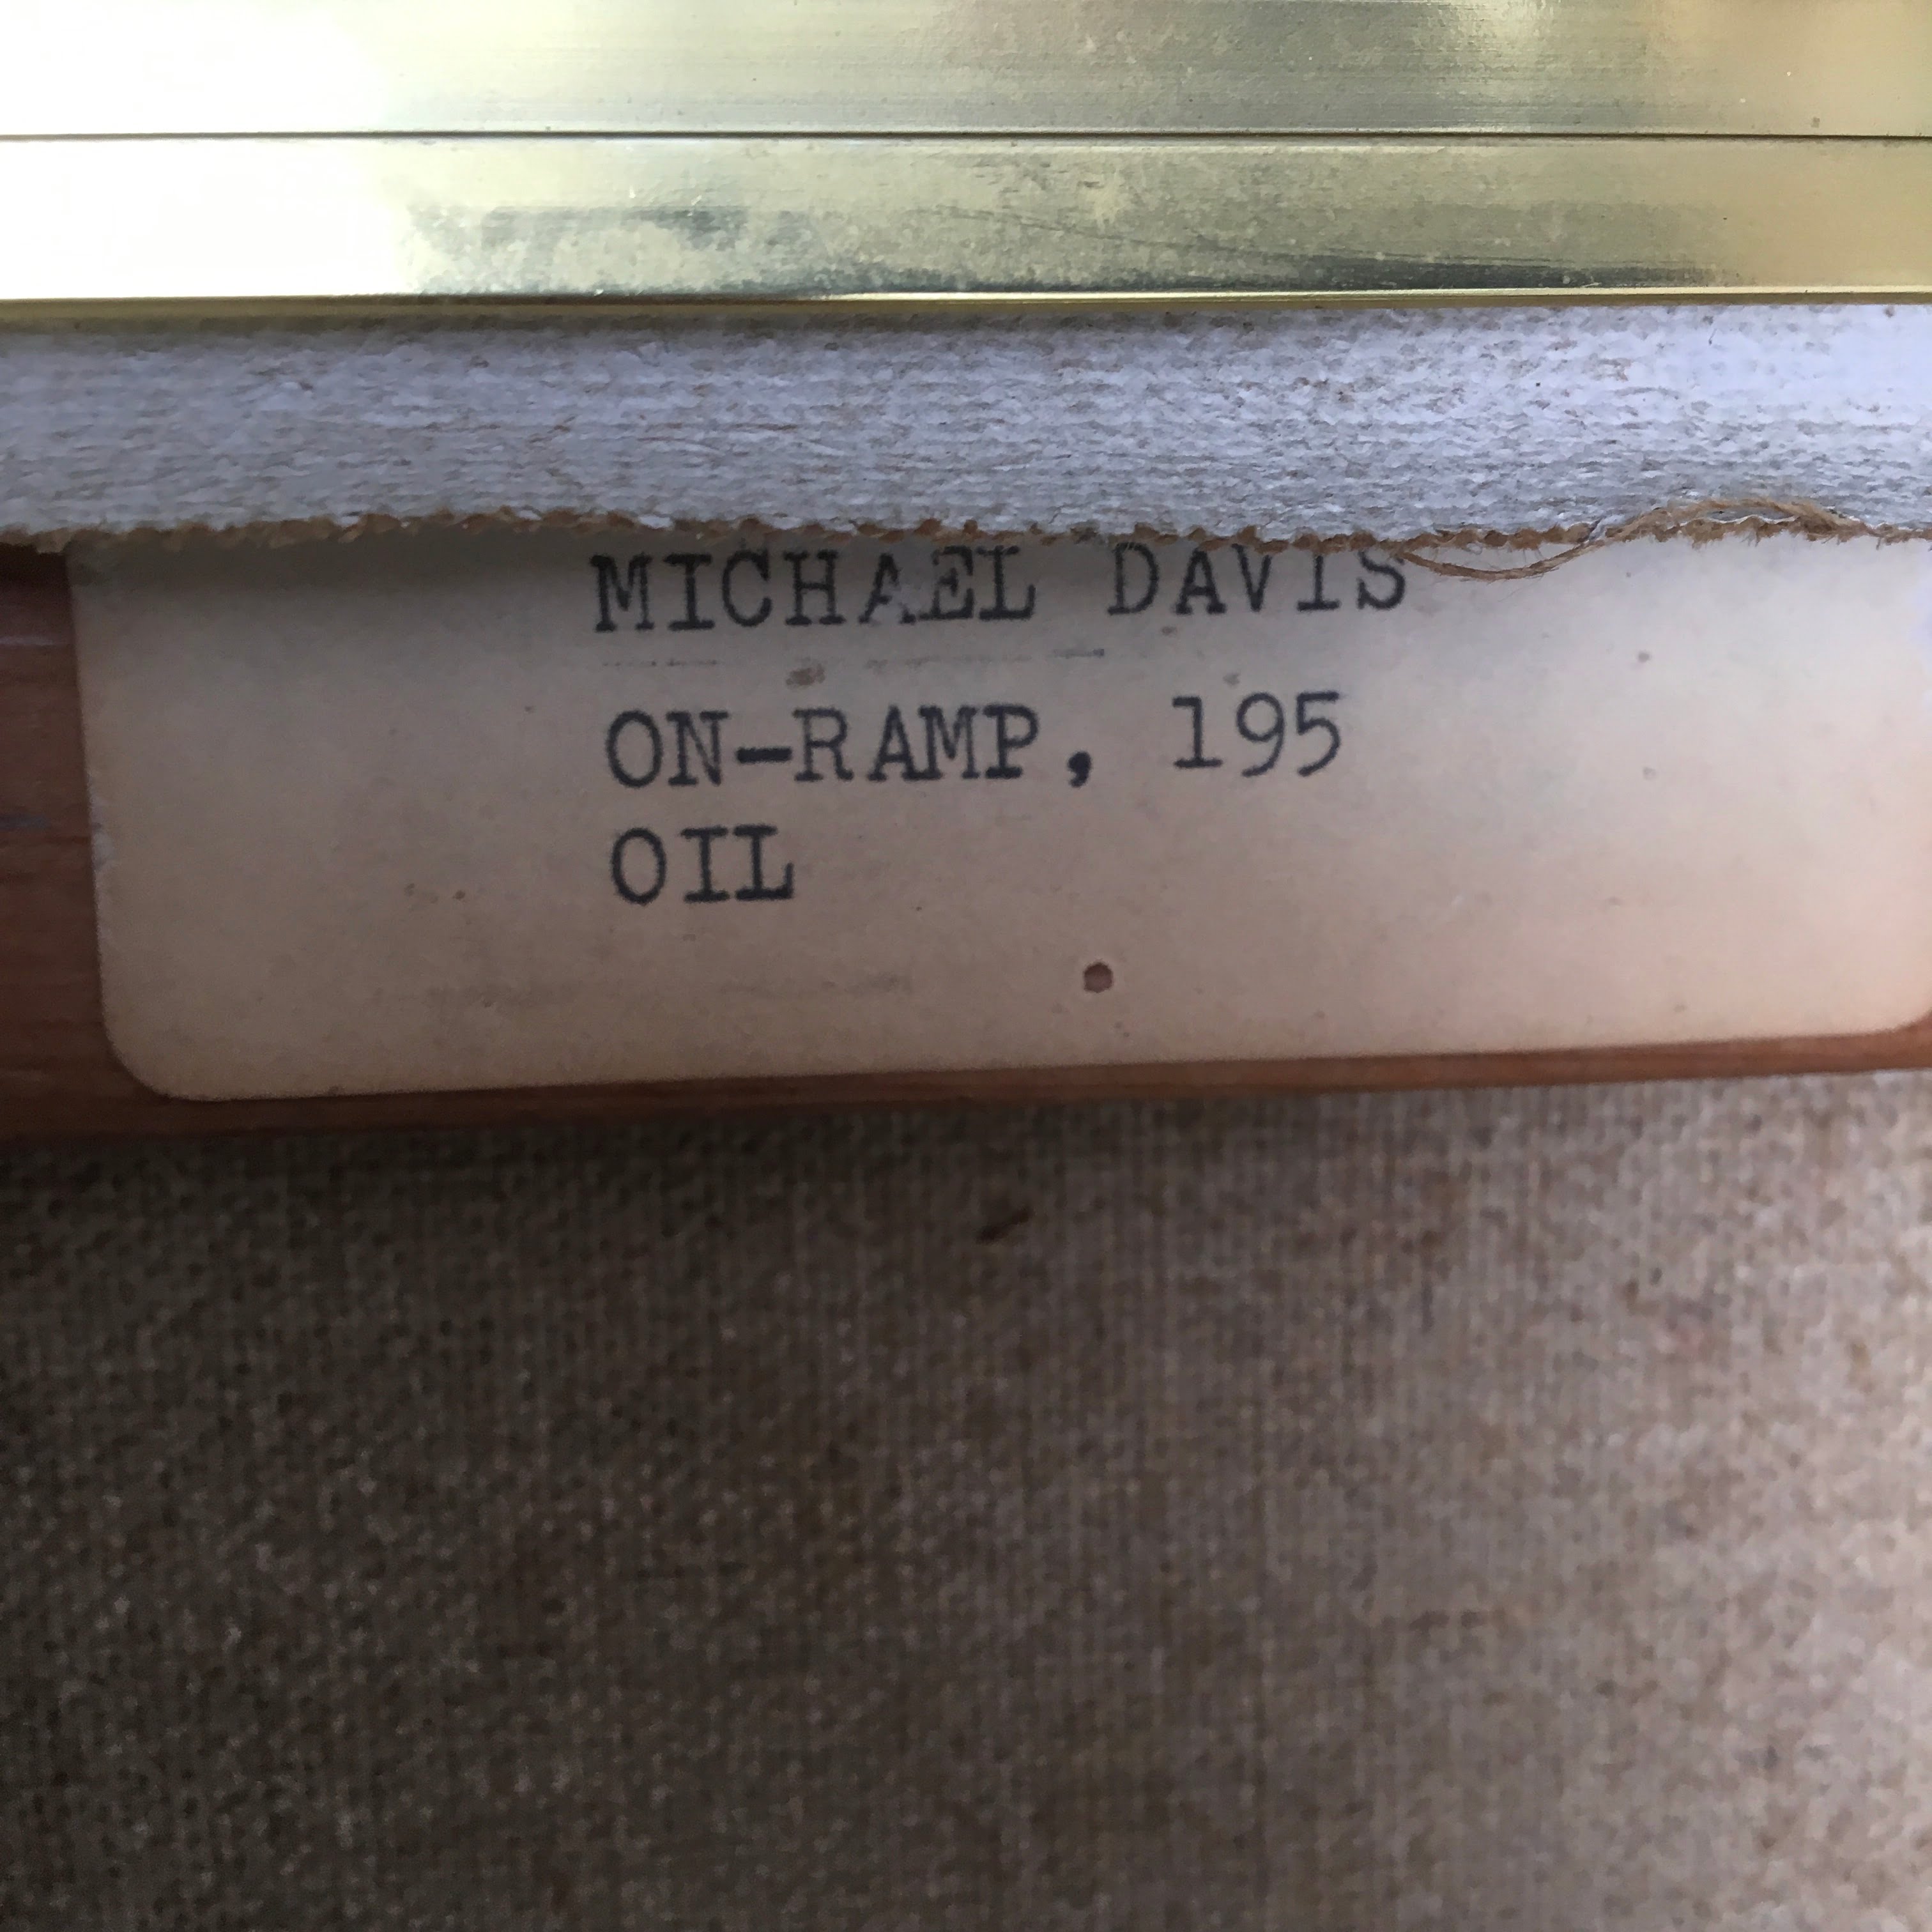 MICHAEL DAVIS
ON-RAMP, 195
OIL